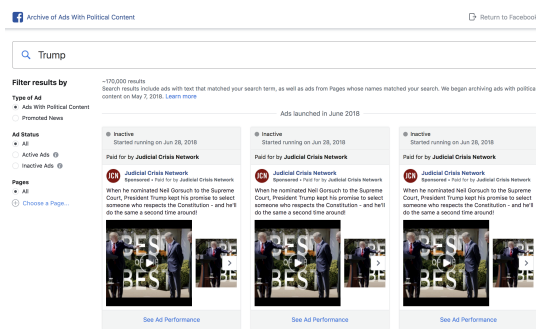 Archive of Ads With Political Content
Return to Facebook
Trump
Filter results by
Type of Ad
Ads With Political Content
Promoted News
Ad Status
All
Active Ads
Inactive Ads
Pages
All
Choose a Page...
~170,000 results
Search results include ads with text that matched your search term, as well as ads from Pages whose names matched your search. We began archiving ads with politica
content on May 7, 2018. Learn more
Ads launched in June 2018
Inactive
Started running on Jun 28, 2018
Paid for by Judicial Crisis Network
JCN
Judicial Crisis Network
Sponsored • Paid for by Judicial Crisis Network
When he nominated Neil Gorsuch to the Supreme
Court, President Trump kept his promise to select
someone who respects the Constitution - and he'll
do the same a second time around!
BEST
OF THE
BEST
See Ad Performance
Inactive
Started running on Jun 28, 2018
Paid for by Judicial Crisis Network
JCN
Judicial Crisis Network
Sponsored • Paid for by Judicial Crisis Network
When he nominated Neil Gorsuch to the Supreme
Court, President Trump kept his promise to select
someone who respects the Constitution - and he'll
do the same a second time around!
BEST
OF THE
BEST
See Ad Performance
Inactive
Started running on Jun 28, 2018
Paid for by Judicial Crisis Network
JCN
Judicial Crisis Network
Sponsored • Paid for by Judicial Crisis Network
When he nominated Neil Gorsuch to the Supreme
Court, President Trump kept his promise to select
someone who respects the Constitution - and he'll
do the same a second time around!
BEST
OF THE
BEST
See Ad Performance